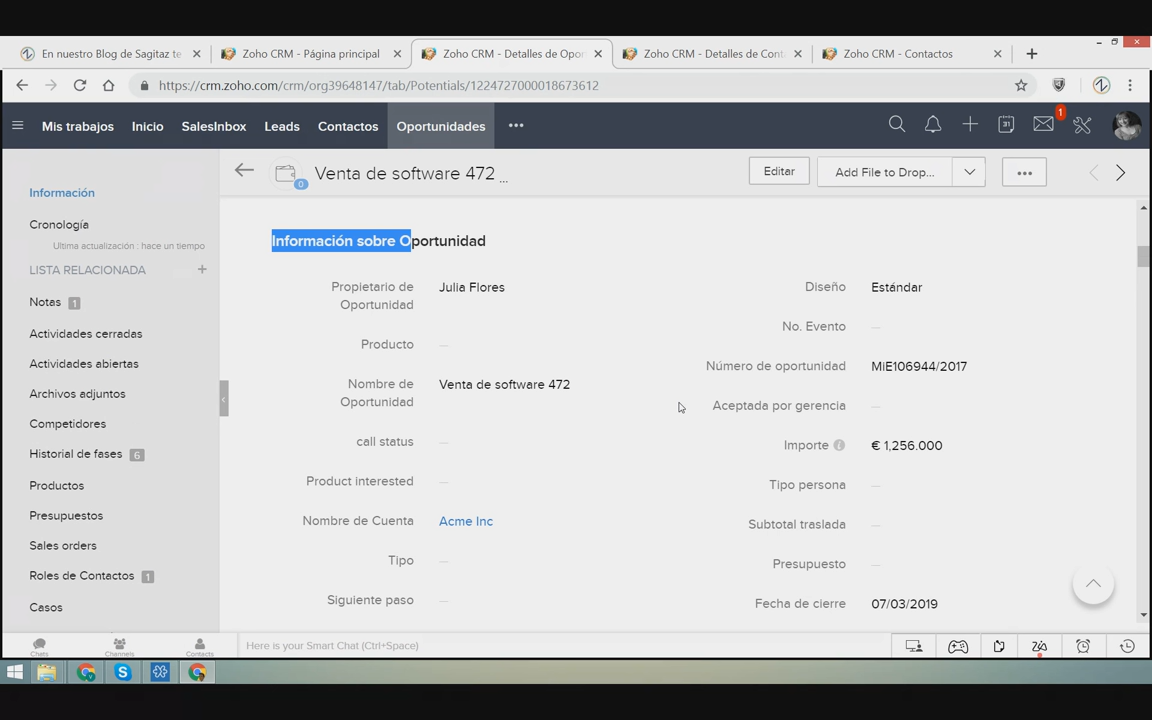 En nuestro Blog de Sagitaz te
Zoho CRM - Página principal
Zoho CRM - Detalles de Opor
Zoho CRM - Detalles de Cont
Zoho CRM - Contactos
https://crm.zoho.com/crm/org39648147/tab/Potentials/1224727000018673612
Mis trabajos
Inicio
SalesInbox
Leads
Contactos
Oportunidades
31
1
0
Venta de software 472 ...
Editar
Add File to Drop...
Información
Cronología
Ultima actualización : hace un tiempo
LISTA RELACIONADA
Notas 1
Actividades cerradas
Actividades abiertas
Archivos adjuntos
Competidores
Historial de fases 6
Productos
Presupuestos
Sales orders
Roles de Contactos 1
Casos
Información sobre Oportunidad
Propietario de
Oportunidad
Julia Flores
Producto
—
Nombre de
Oportunidad
Venta de software 472
call status
—
Product interested
—
Nombre de Cuenta
Acme Inc
Tipo
—
Siguiente paso
—
Diseño
Estándar
No. Evento
—
Número de oportunidad
MiE106944/2017
Aceptada por gerencia
—
Importe
€ 1,256.000
Tipo persona
—
Subtotal traslada
—
Presupuesto
—
Fecha de cierre
07/03/2019
Chats
Channels
Contacts
Here is your Smart Chat (Ctrl+Space)